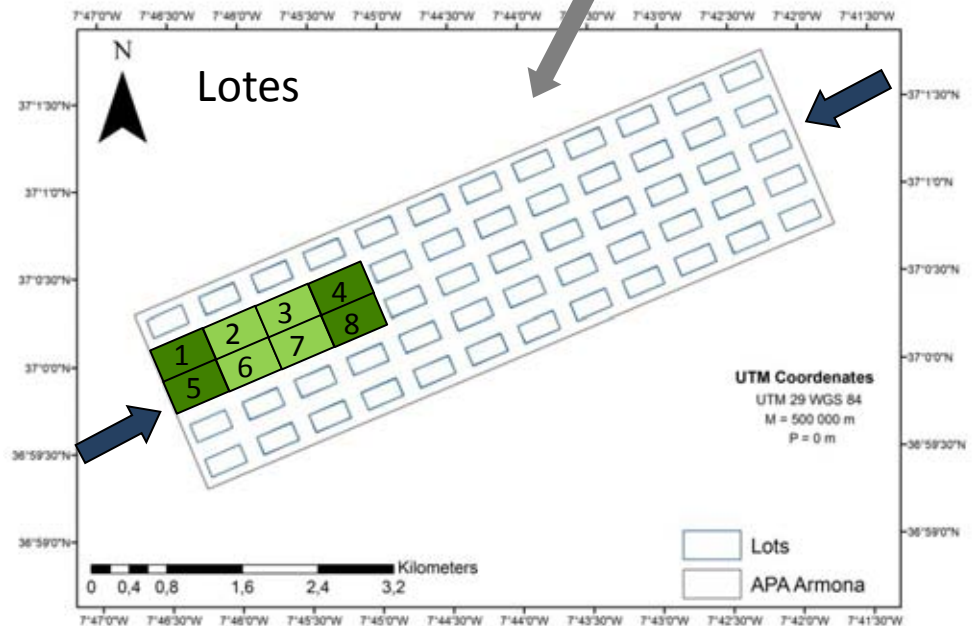 7°47'0"W 7°46'30"W 7°46'0"W 7°45'30"W 7°45'0"W 7°44'30"W 7°44'0"W 7°43'30"W 7°43'0"W 7°42'30"W 7°42'0"W 7°41'30"W
N
Lotes
37°1'30"N
37°1'30"N
37°1'0"N
37°1'0"N
37°0'30"N
37°0'30"N
1 2 3 4
5 6 7 8
37°0'0"N
37°0'0"N
UTM Coordenates
UTM 29 WGS 84
M = 500 000 m
P = 0 m
36°59'30"N
36°59'30"N
36°59'0"N
36°59'0"N
Lots
APA Armona
Kilometers
0 0,4 0,8 1,6 2,4 3,2
7°47'0"W 7°46'30"W 7°46'0"W 7°45'30"W 7°45'0"W 7°44'30"W 7°44'0"W 7°43'30"W 7°43'0"W 7°42'30"W 7°42'0"W 7°41'30"W